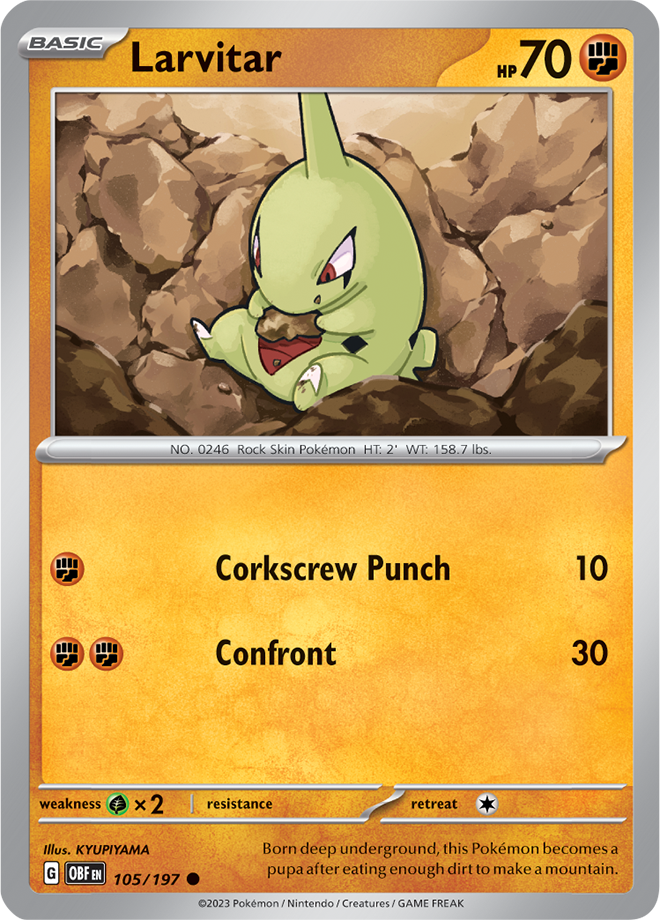 BASIC Larvitar HP 70
NO. 0246 Rock Skin Pokémon HT: 2' WT: 158.7 lbs.
Corkscrew Punch 10
Confront 30
weakness ×2 resistance retreat
Illus. KYUPIYAMA
Born deep underground, this Pokémon becomes a
pupa after eating enough dirt to make a mountain.
G OBF EN 105/197
©2023 Pokémon / Nintendo / Creatures / GAME FREAK